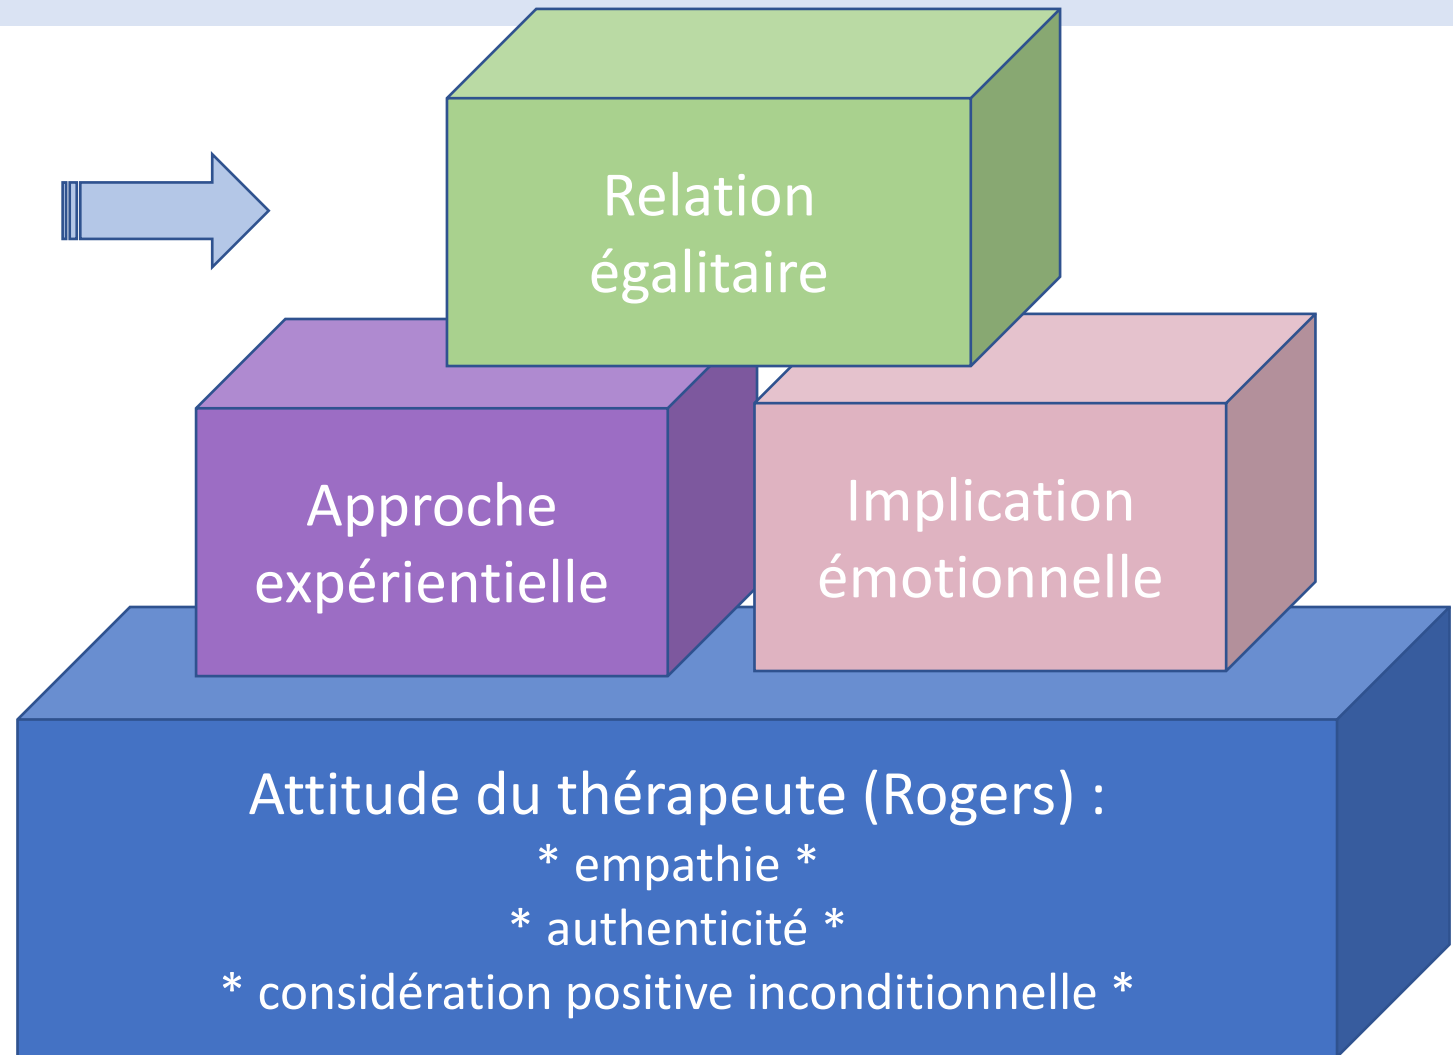 Relation
égalitaire
Approche
expérientielle
Implication
émotionnelle
Attitude du thérapeute (Rogers) :
* empathie *
* authenticité *
* considération positive inconditionnelle *